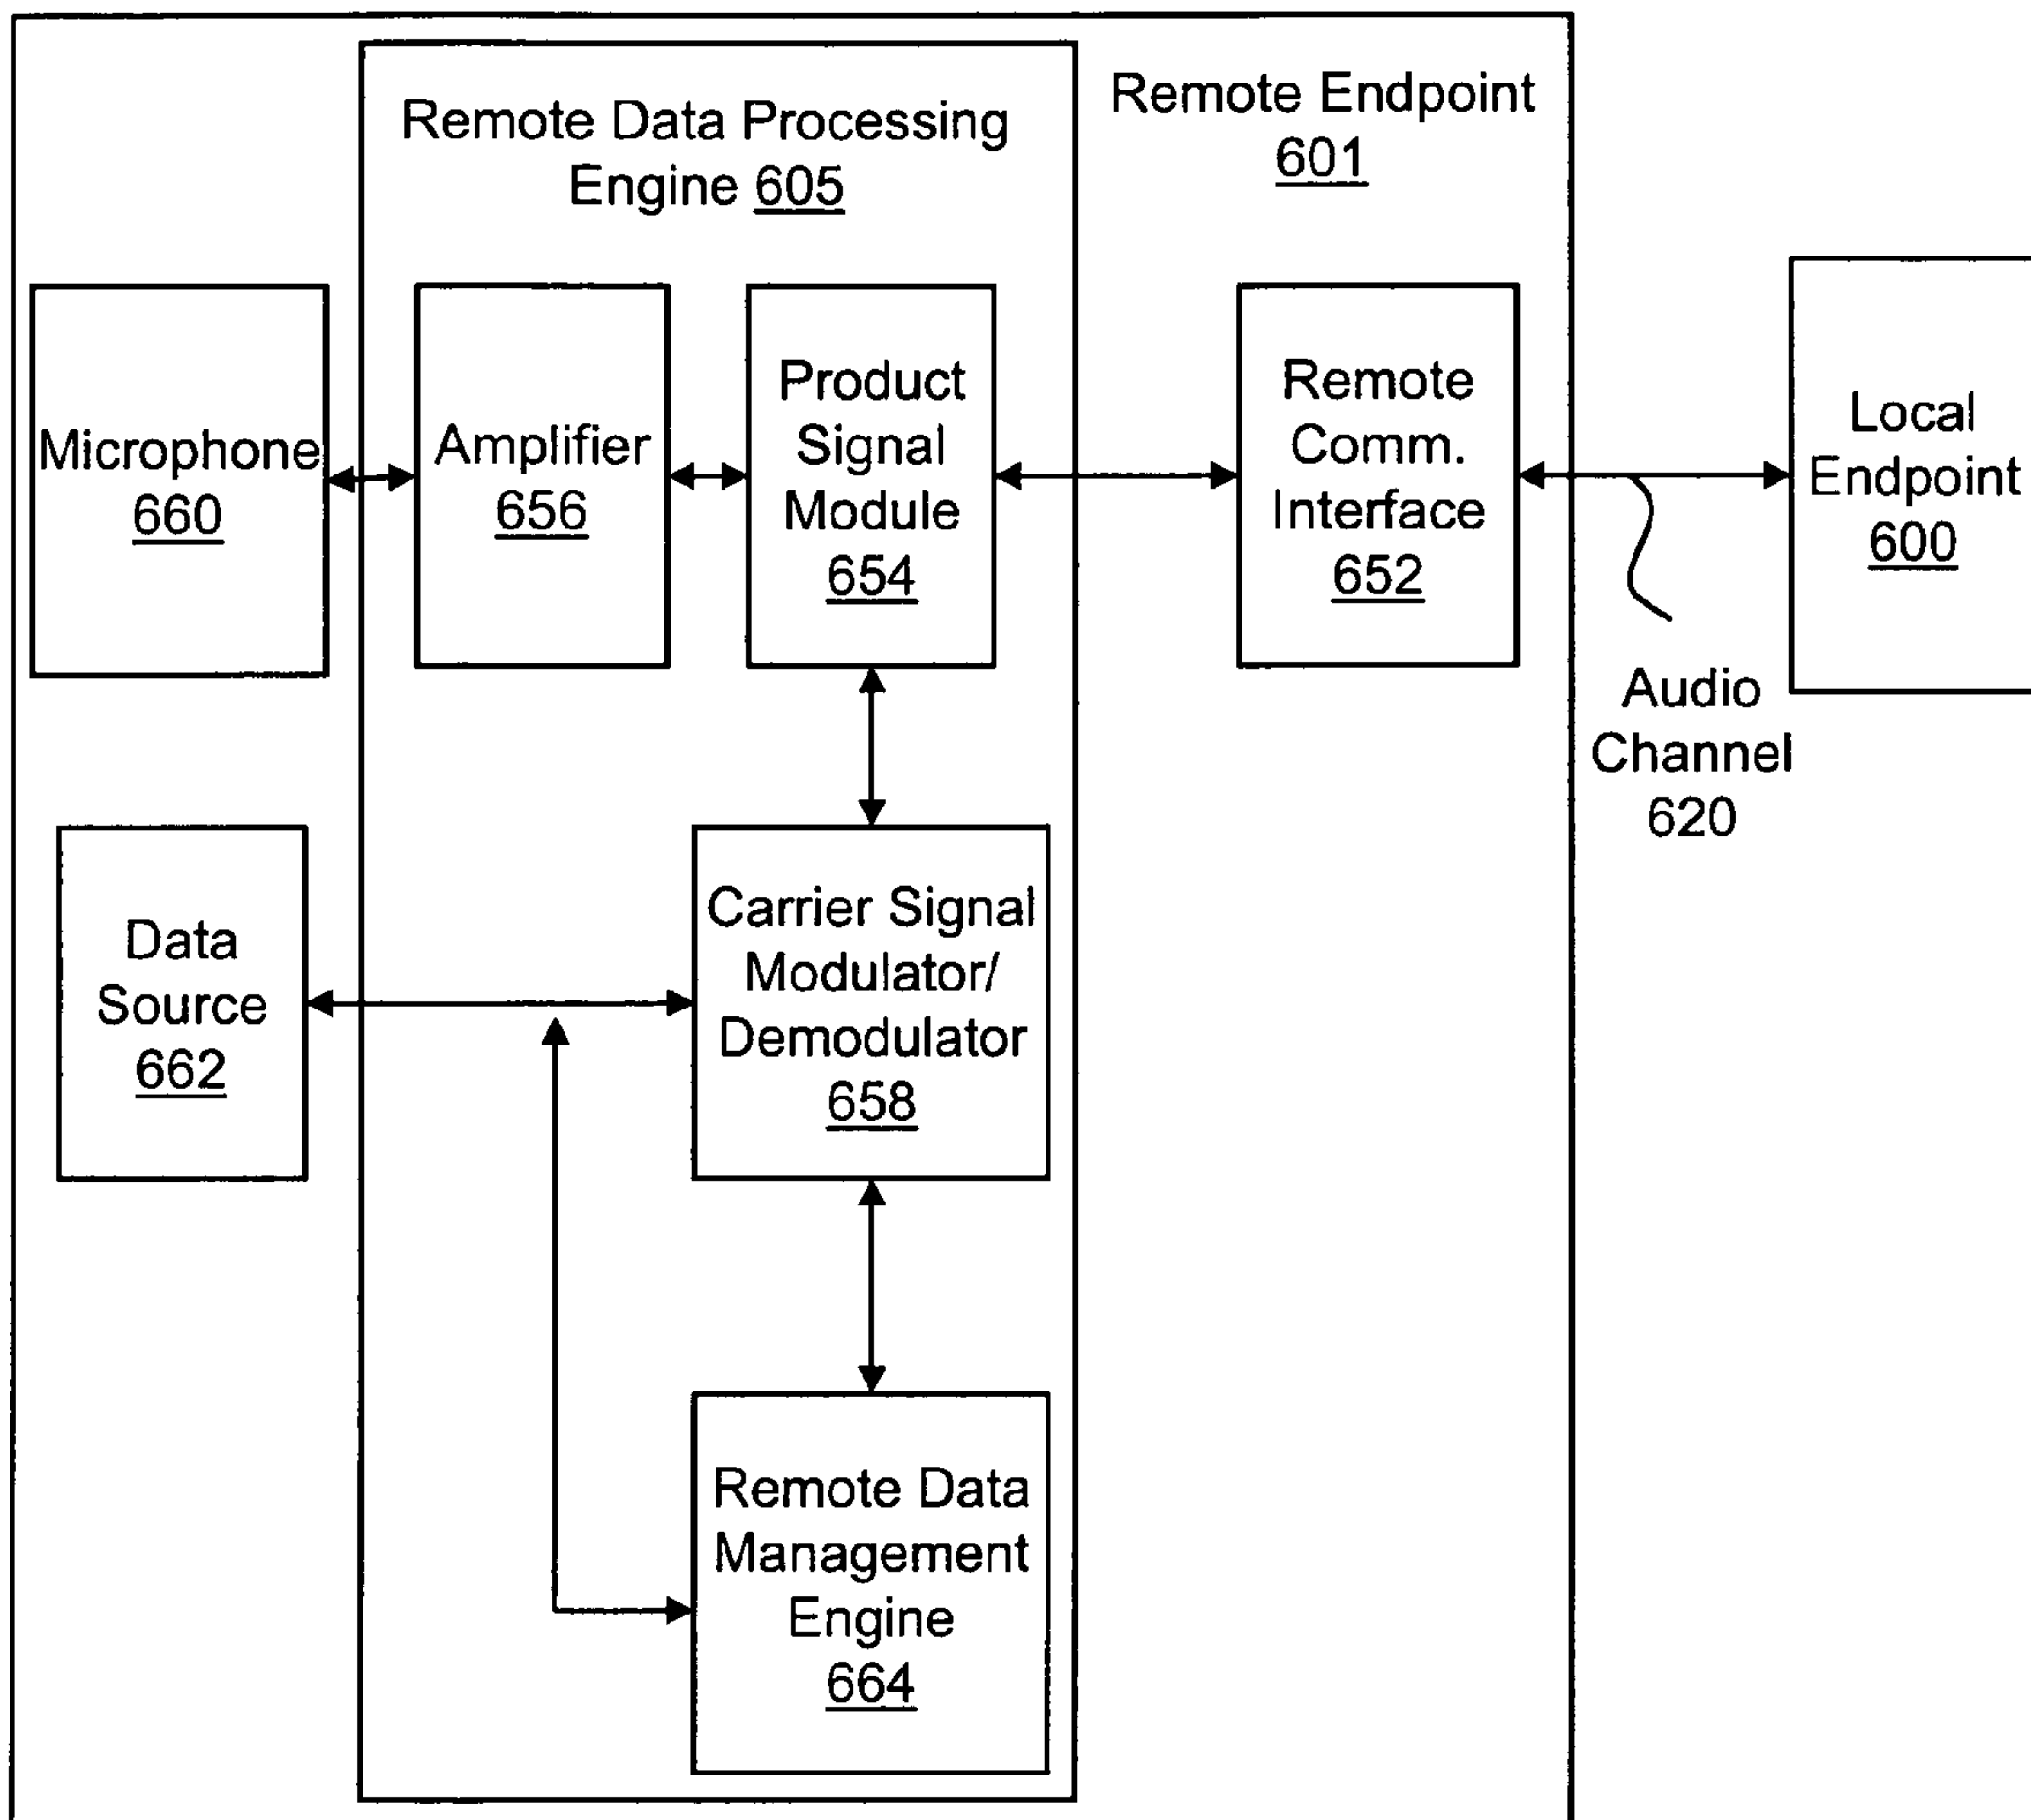 Remote Data Processing
Engine 605
Remote Endpoint
601
Microphone
660
Amplifier
656
Product
Signal
Module
654
Remote
Comm.
Interface
652
Local
Endpoint
600
Audio
Channel
620
Data
Source
662
Carrier Signal
Modulator/
Demodulator
658
Remote Data
Management
Engine
664